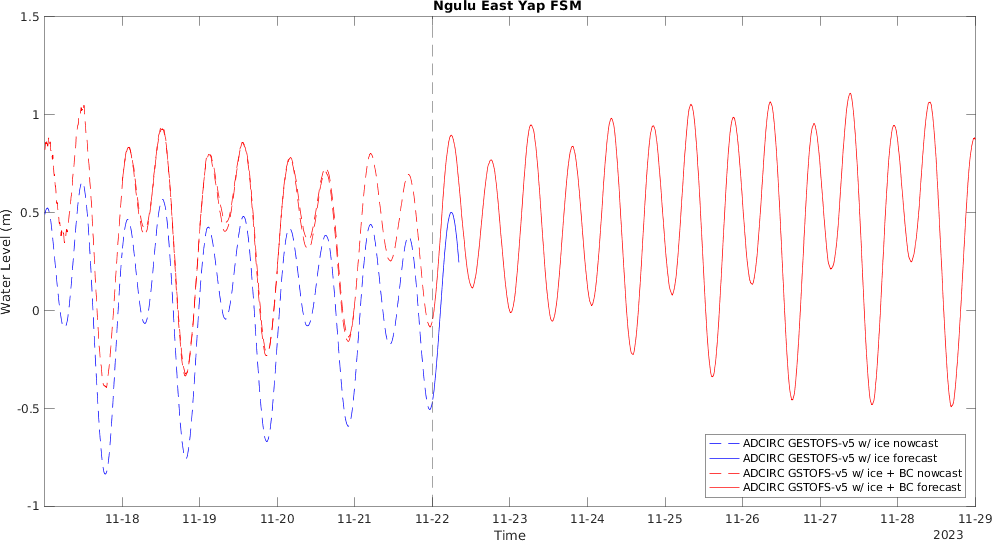 Ngulu East Yap FSM
1.5
1
0.5
0
-0.5
-1
Water Level (m)
11-18
11-19
11-20
11-21
11-22
11-23
11-24
11-25
11-26
11-27
11-28
11-29
Time
2023
ADCIRC GESTOFS-v5 w/ ice nowcast
ADCIRC GESTOFS-v5 w/ ice forecast
ADCIRC GSTOFS-v5 w/ ice + BC nowcast
ADCIRC GSTOFS-v5 w/ ice + BC forecast